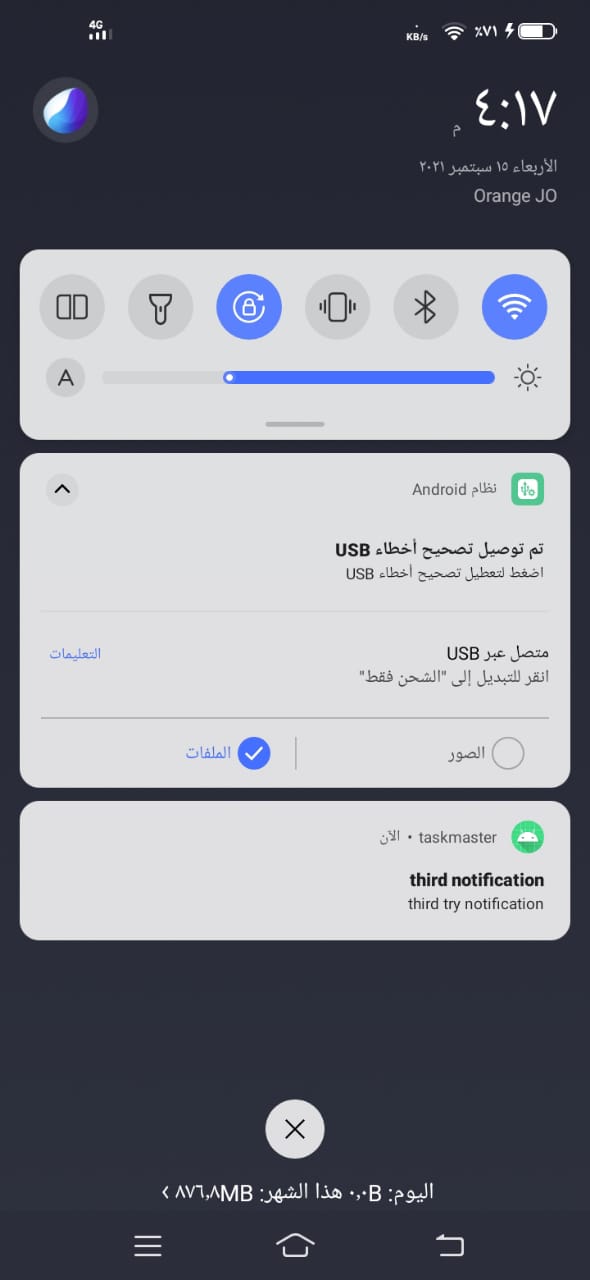 4G
KB/s
٪٧١
٤:١٧ م
الأربعاء ١٥ سبتمبر ٢٠٢١
Orange JO
A
نظام Android
تم توصيل تصحيح أخطاء USB
اضغط لتعطيل تصحيح أخطاء USB
متصل عبر USB
التعليمات
انقر للتبديل إلى "الشحن فقط"
الصور
الملفات
taskmaster • الآن
third notification
third try notification
اليوم: ٠,٠B هذا الشهر: ٨٧٦,٨MB